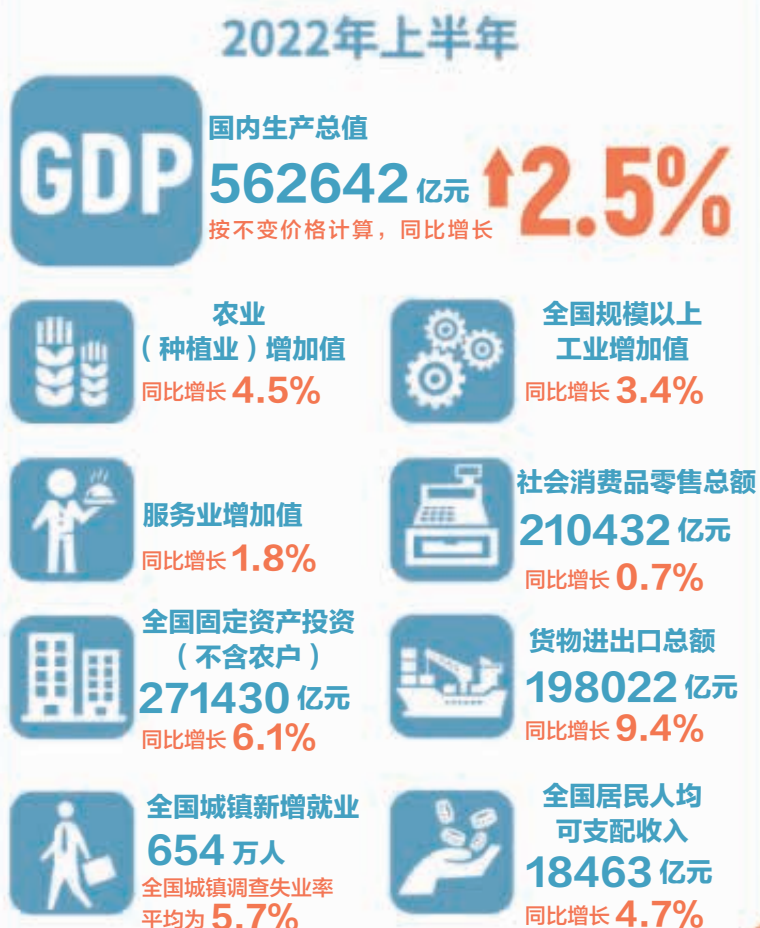 2022年上半年
GDP
国内生产总值
562642 亿元
2.5%
按不变价格计算，同比增长
农业
（种植业）增加值
同比增长 4.5%
全国规模以上
工业增加值
同比增长 3.4%
服务业增加值
同比增长 1.8%
社会消费品零售总额
210432 亿元
同比增长 0.7%
全国固定资产投资
（不含农户）
271430 亿元
同比增长 6.1%
货物进出口总额
198022 亿元
同比增长 9.4%
全国城镇新增就业
654 万人
全国城镇调查失业率
平均为 5.7%
全国居民人均
可支配收入
18463 亿元
同比增长 4.7%